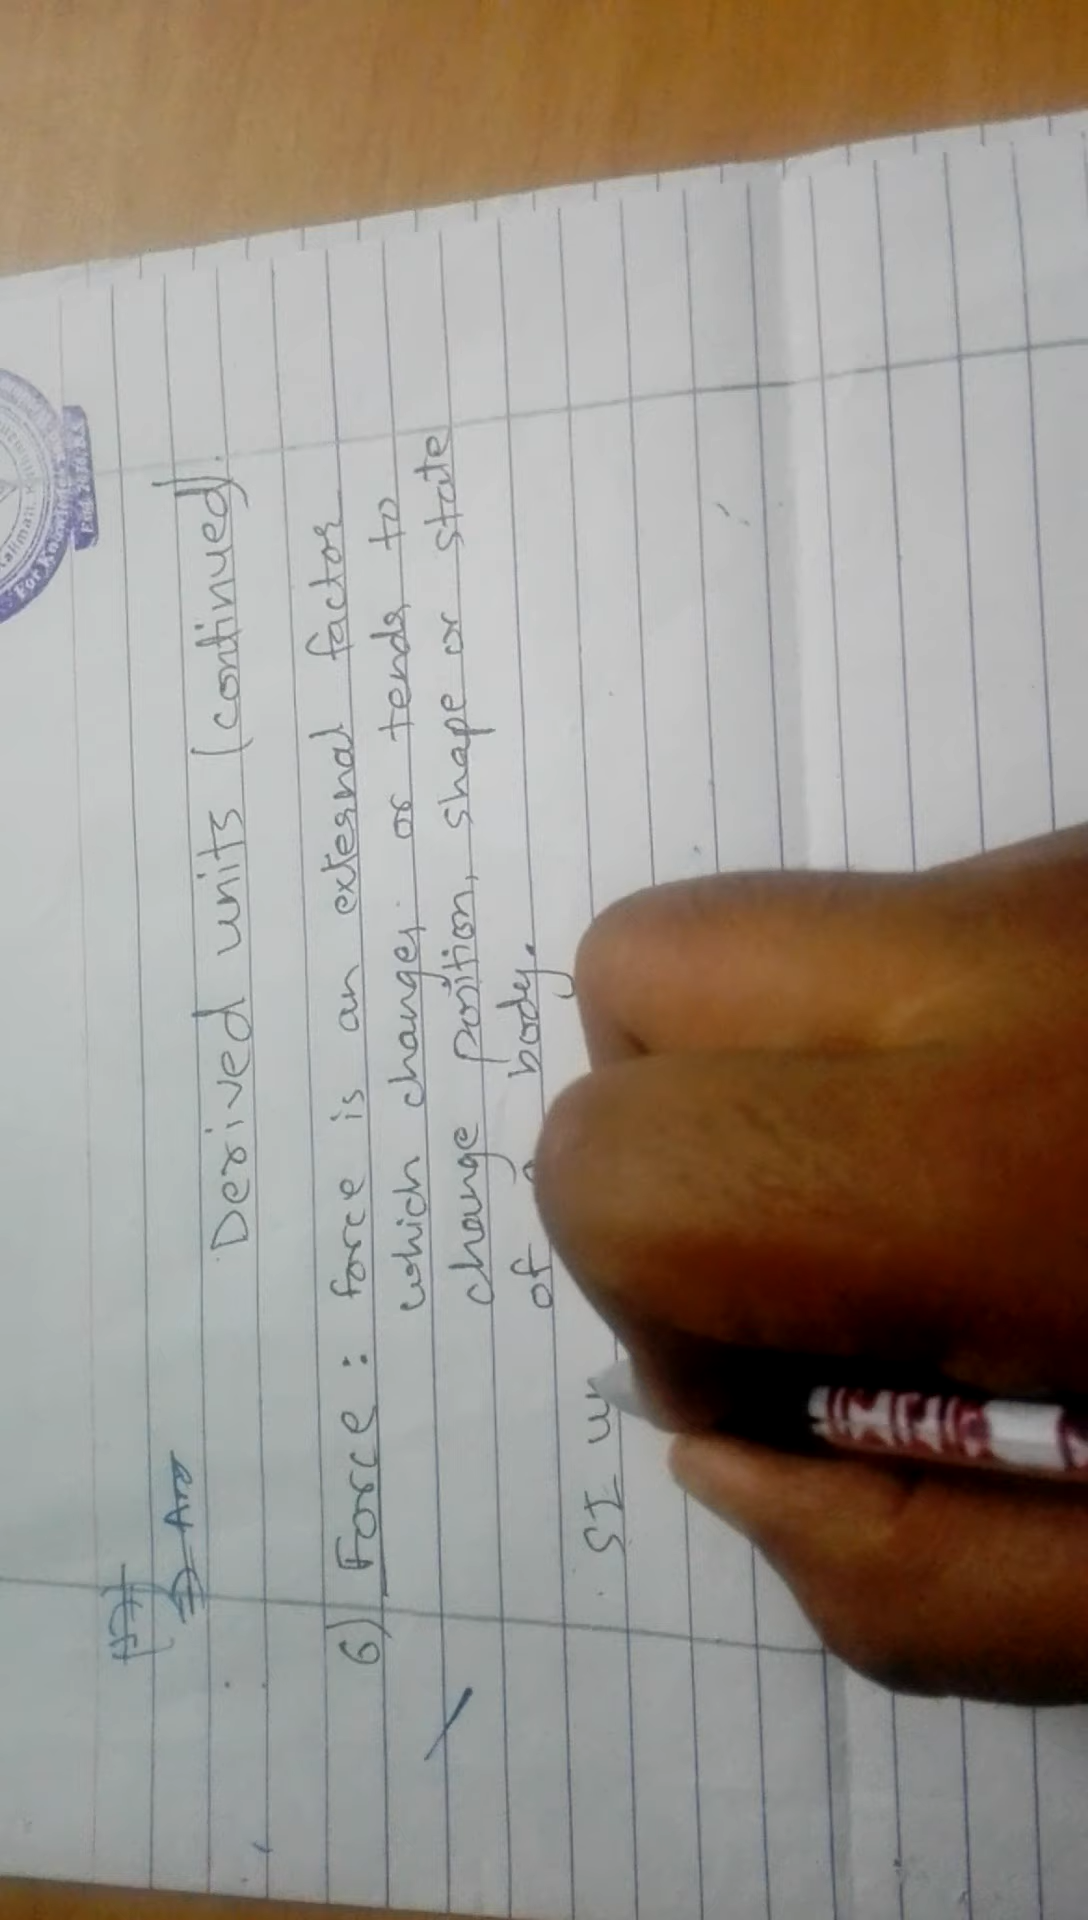 Derived units (continued).
6) Force : force is an external factor
which changes or tends to
change position, shape or state
of a body.
SI un